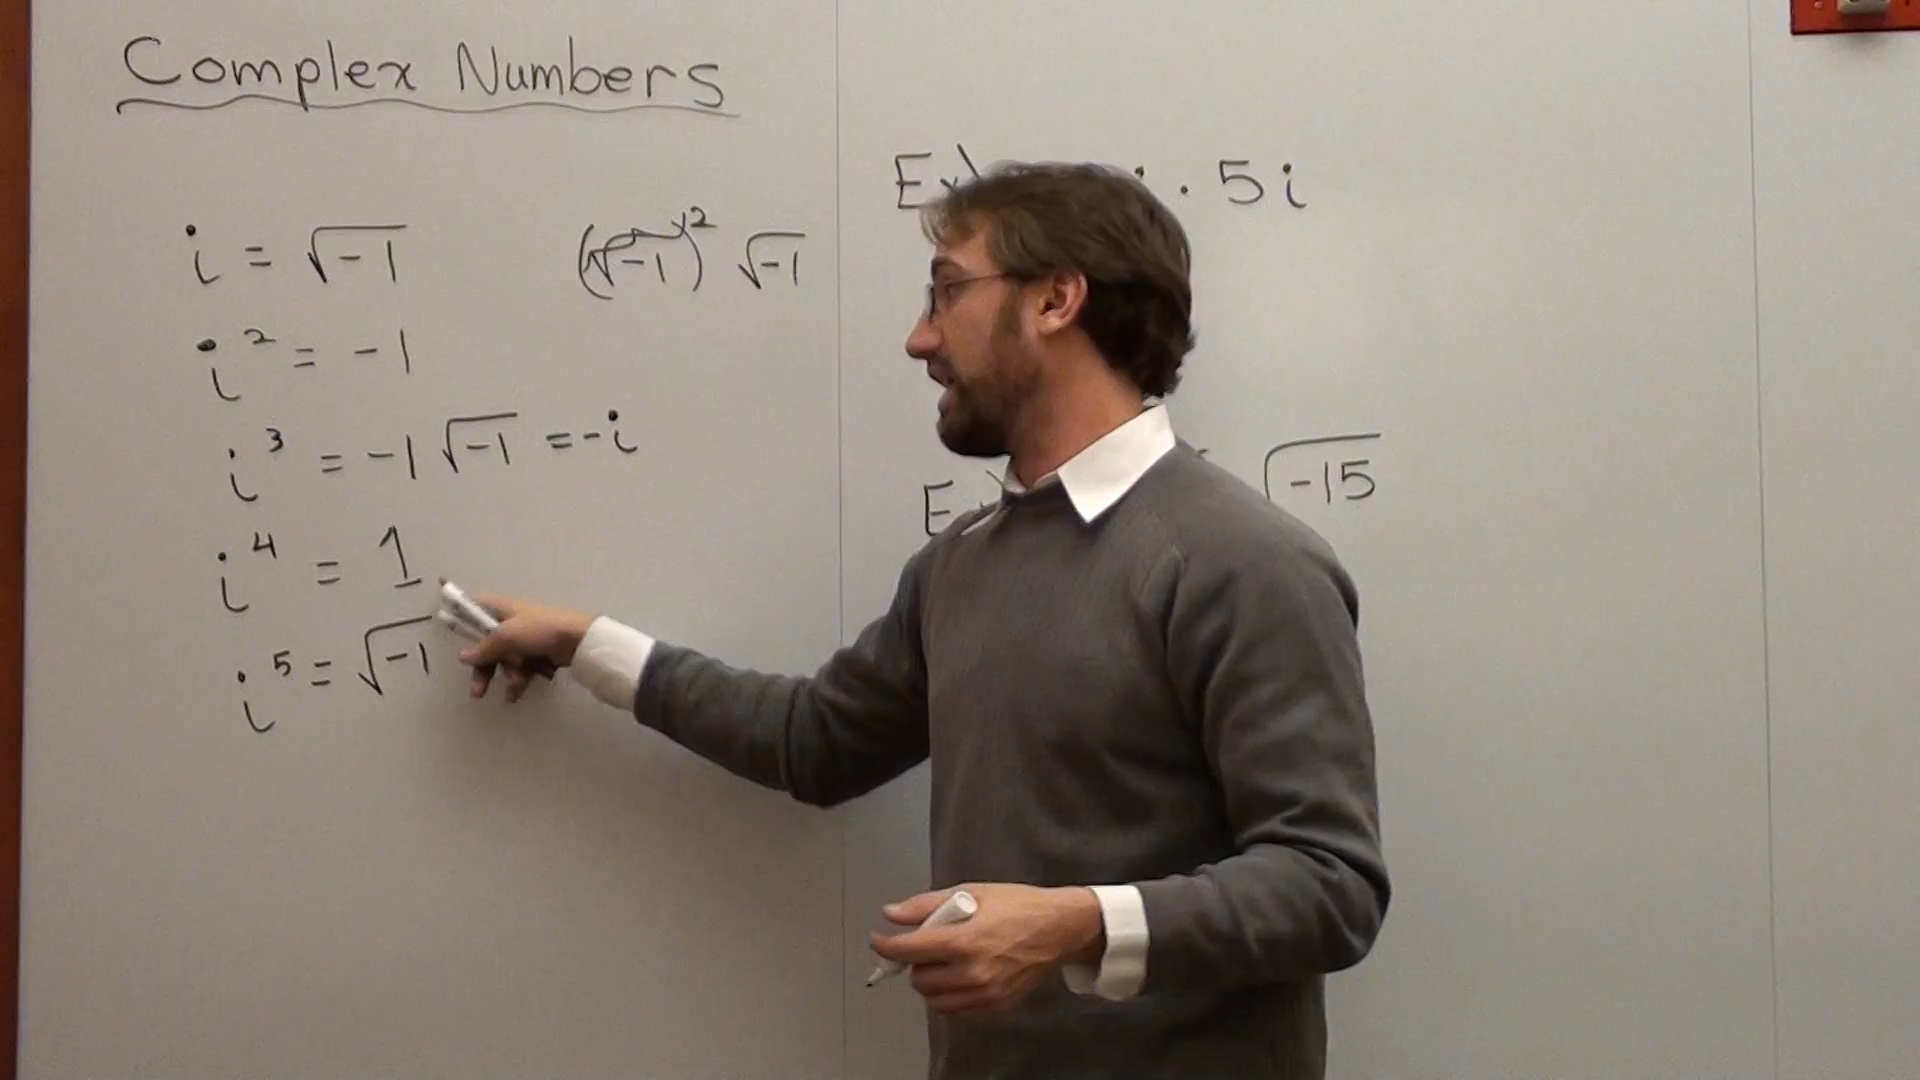 Complex Numbers
i = √-1
(√-1)² √-1
i² = -1
i³ = -1 √-1 = -i
i⁴ = 1
i⁵ = √-1
Ex) · 5i
√-15